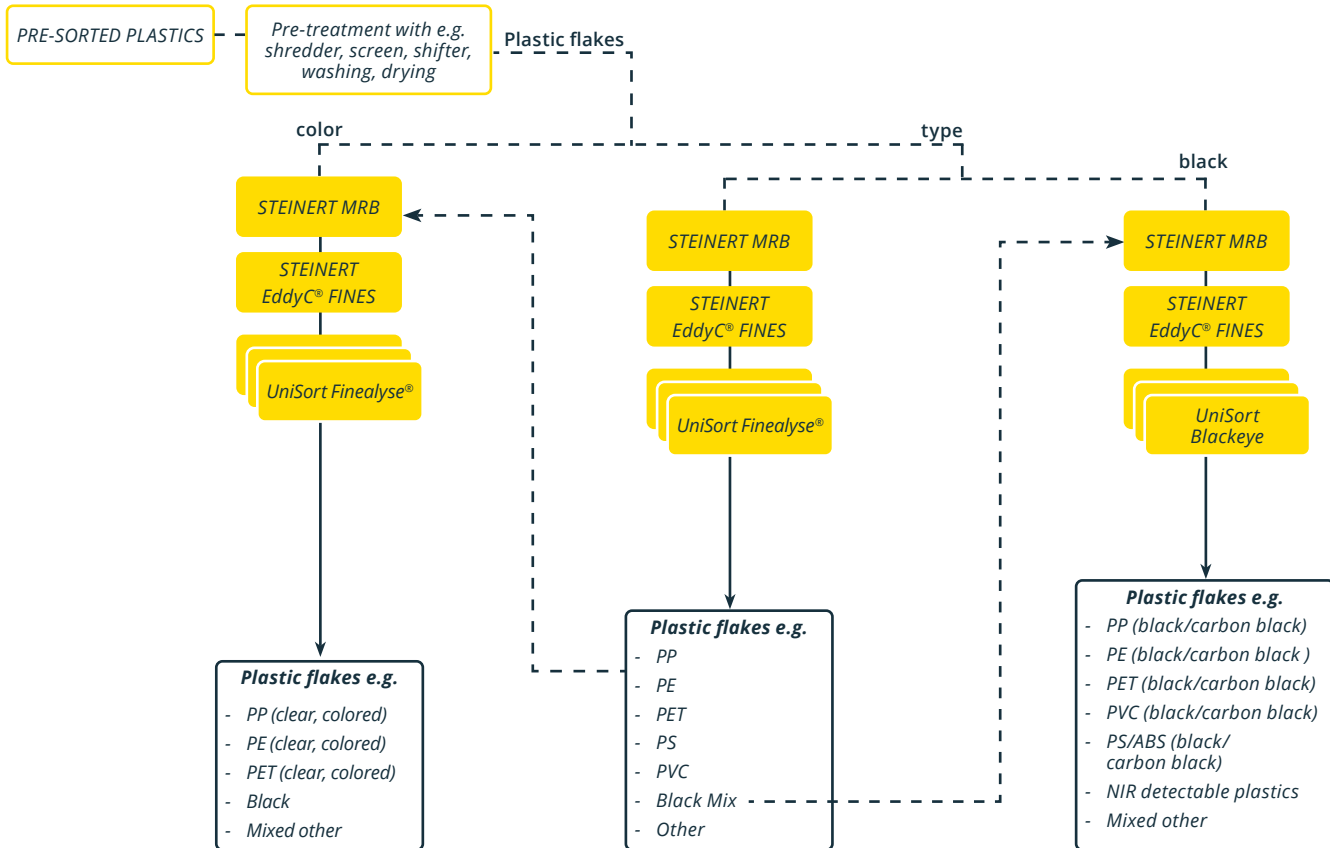 PRE-SORTED PLASTICS
Pre-treatment with e.g.
shredder, screen, shifter,
washing, drying
Plastic flakes
color
type
black
STEINERT MRB
STEINERT
EddyC® FINES
UniSort Finealyse®
Plastic flakes e.g.
- PP (clear, colored)
- PE (clear, colored)
- PET (clear, colored)
- Black
- Mixed other
STEINERT MRB
STEINERT
EddyC® FINES
UniSort Finealyse®
Plastic flakes e.g.
- PP
- PE
- PET
- PS
- PVC
- Black Mix
- Other
STEINERT MRB
STEINERT
EddyC® FINES
UniSort
Blackeye
Plastic flakes e.g.
- PP (black/carbon black)
- PE (black/carbon black )
- PET (black/carbon black)
- PVC (black/carbon black)
- PS/ABS (black/
carbon black)
- NIR detectable plastics
- Mixed other